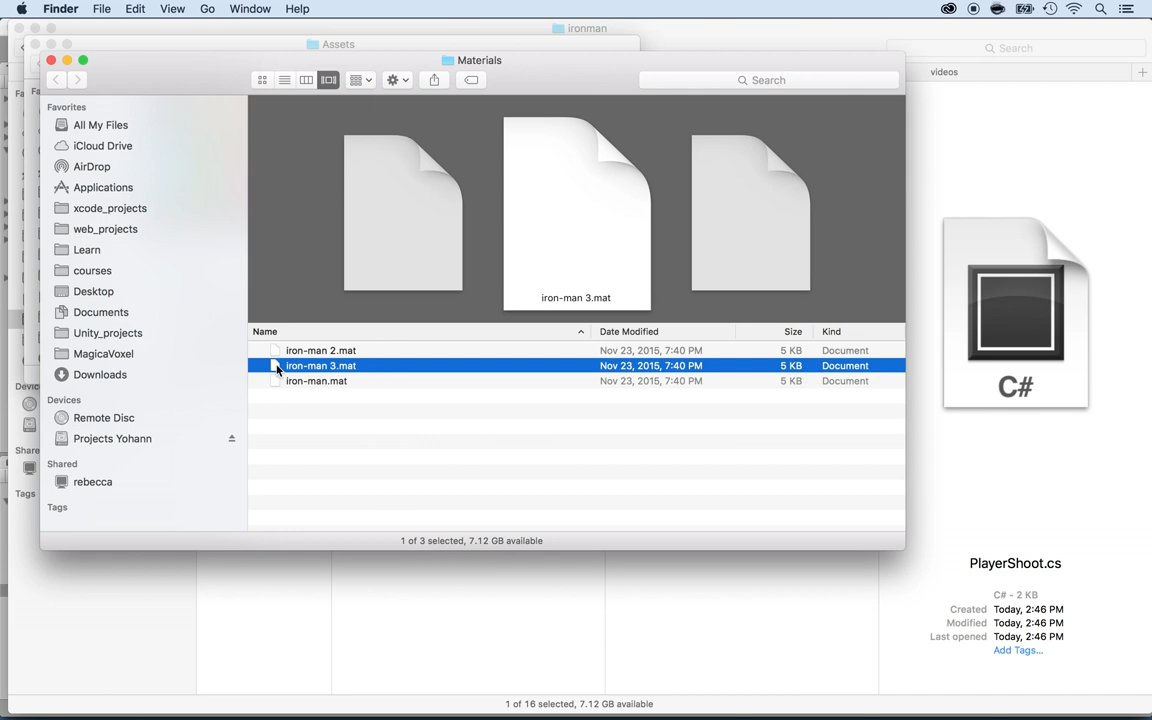 Finder File Edit View Go Window Help
ironman
Assets
Materials
Search
Search
videos
Favorites
All My Files
iCloud Drive
AirDrop
Applications
xcode_projects
web_projects
Learn
courses
Desktop
Documents
Unity_projects
MagicaVoxel
Downloads
Devices
Remote Disc
Projects Yohann
Shared
rebecca
Tags
iron-man 3.mat
Name Date Modified Size Kind
iron-man 2.mat Nov 23, 2015, 7:40 PM 5 KB Document
iron-man 3.mat Nov 23, 2015, 7:40 PM 5 KB Document
iron-man.mat Nov 23, 2015, 7:40 PM 5 KB Document
1 of 3 selected, 7.12 GB available
Fa
Fa
Devic
Share
Tags
C#
PlayerShoot.cs
C# - 2 KB
Created Today, 2:46 PM
Modified Today, 2:46 PM
Last opened Today, 2:46 PM
Add Tags...
1 of 16 selected, 7.12 GB available